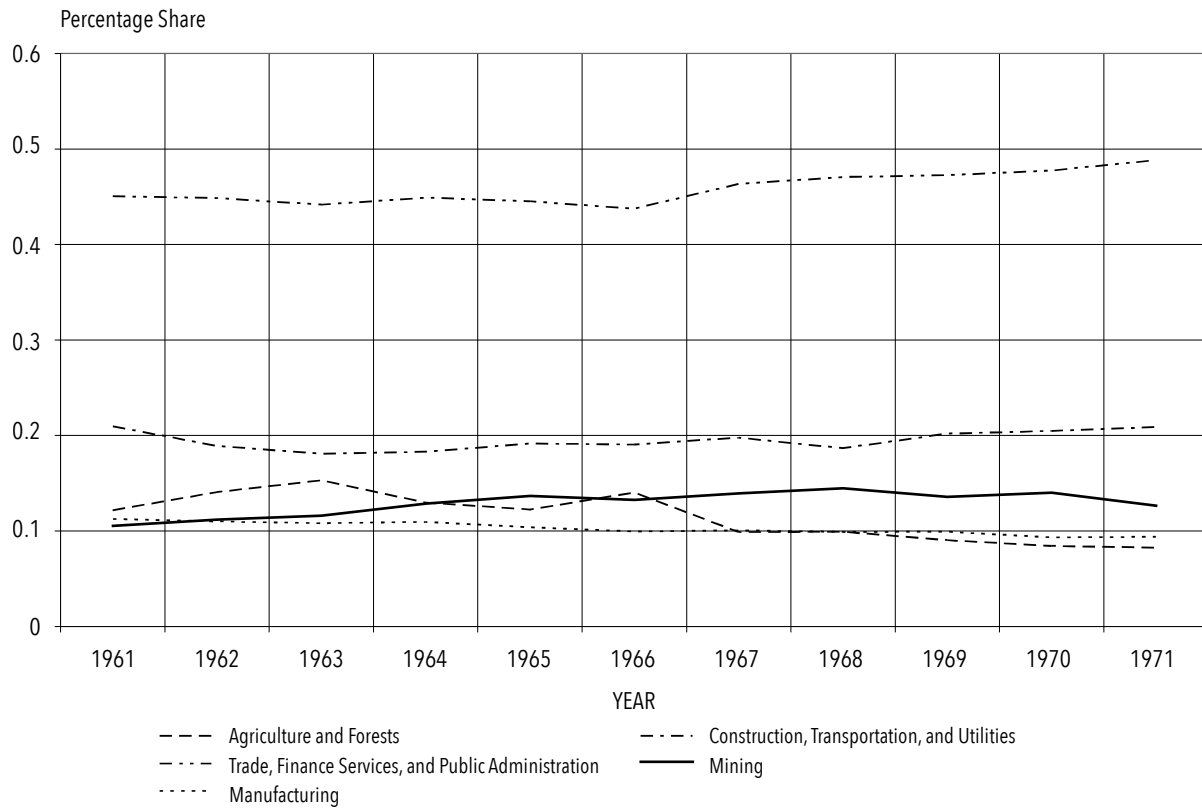 Percentage Share
0.6
0.5
0.4
0.3
0.2
0.1
0
1961 1962 1963 1964 1965 1966 1967 1968 1969 1970 1971
YEAR
Agriculture and Forests Construction, Transportation, and Utilities
Trade, Finance Services, and Public Administration Mining
Manufacturing